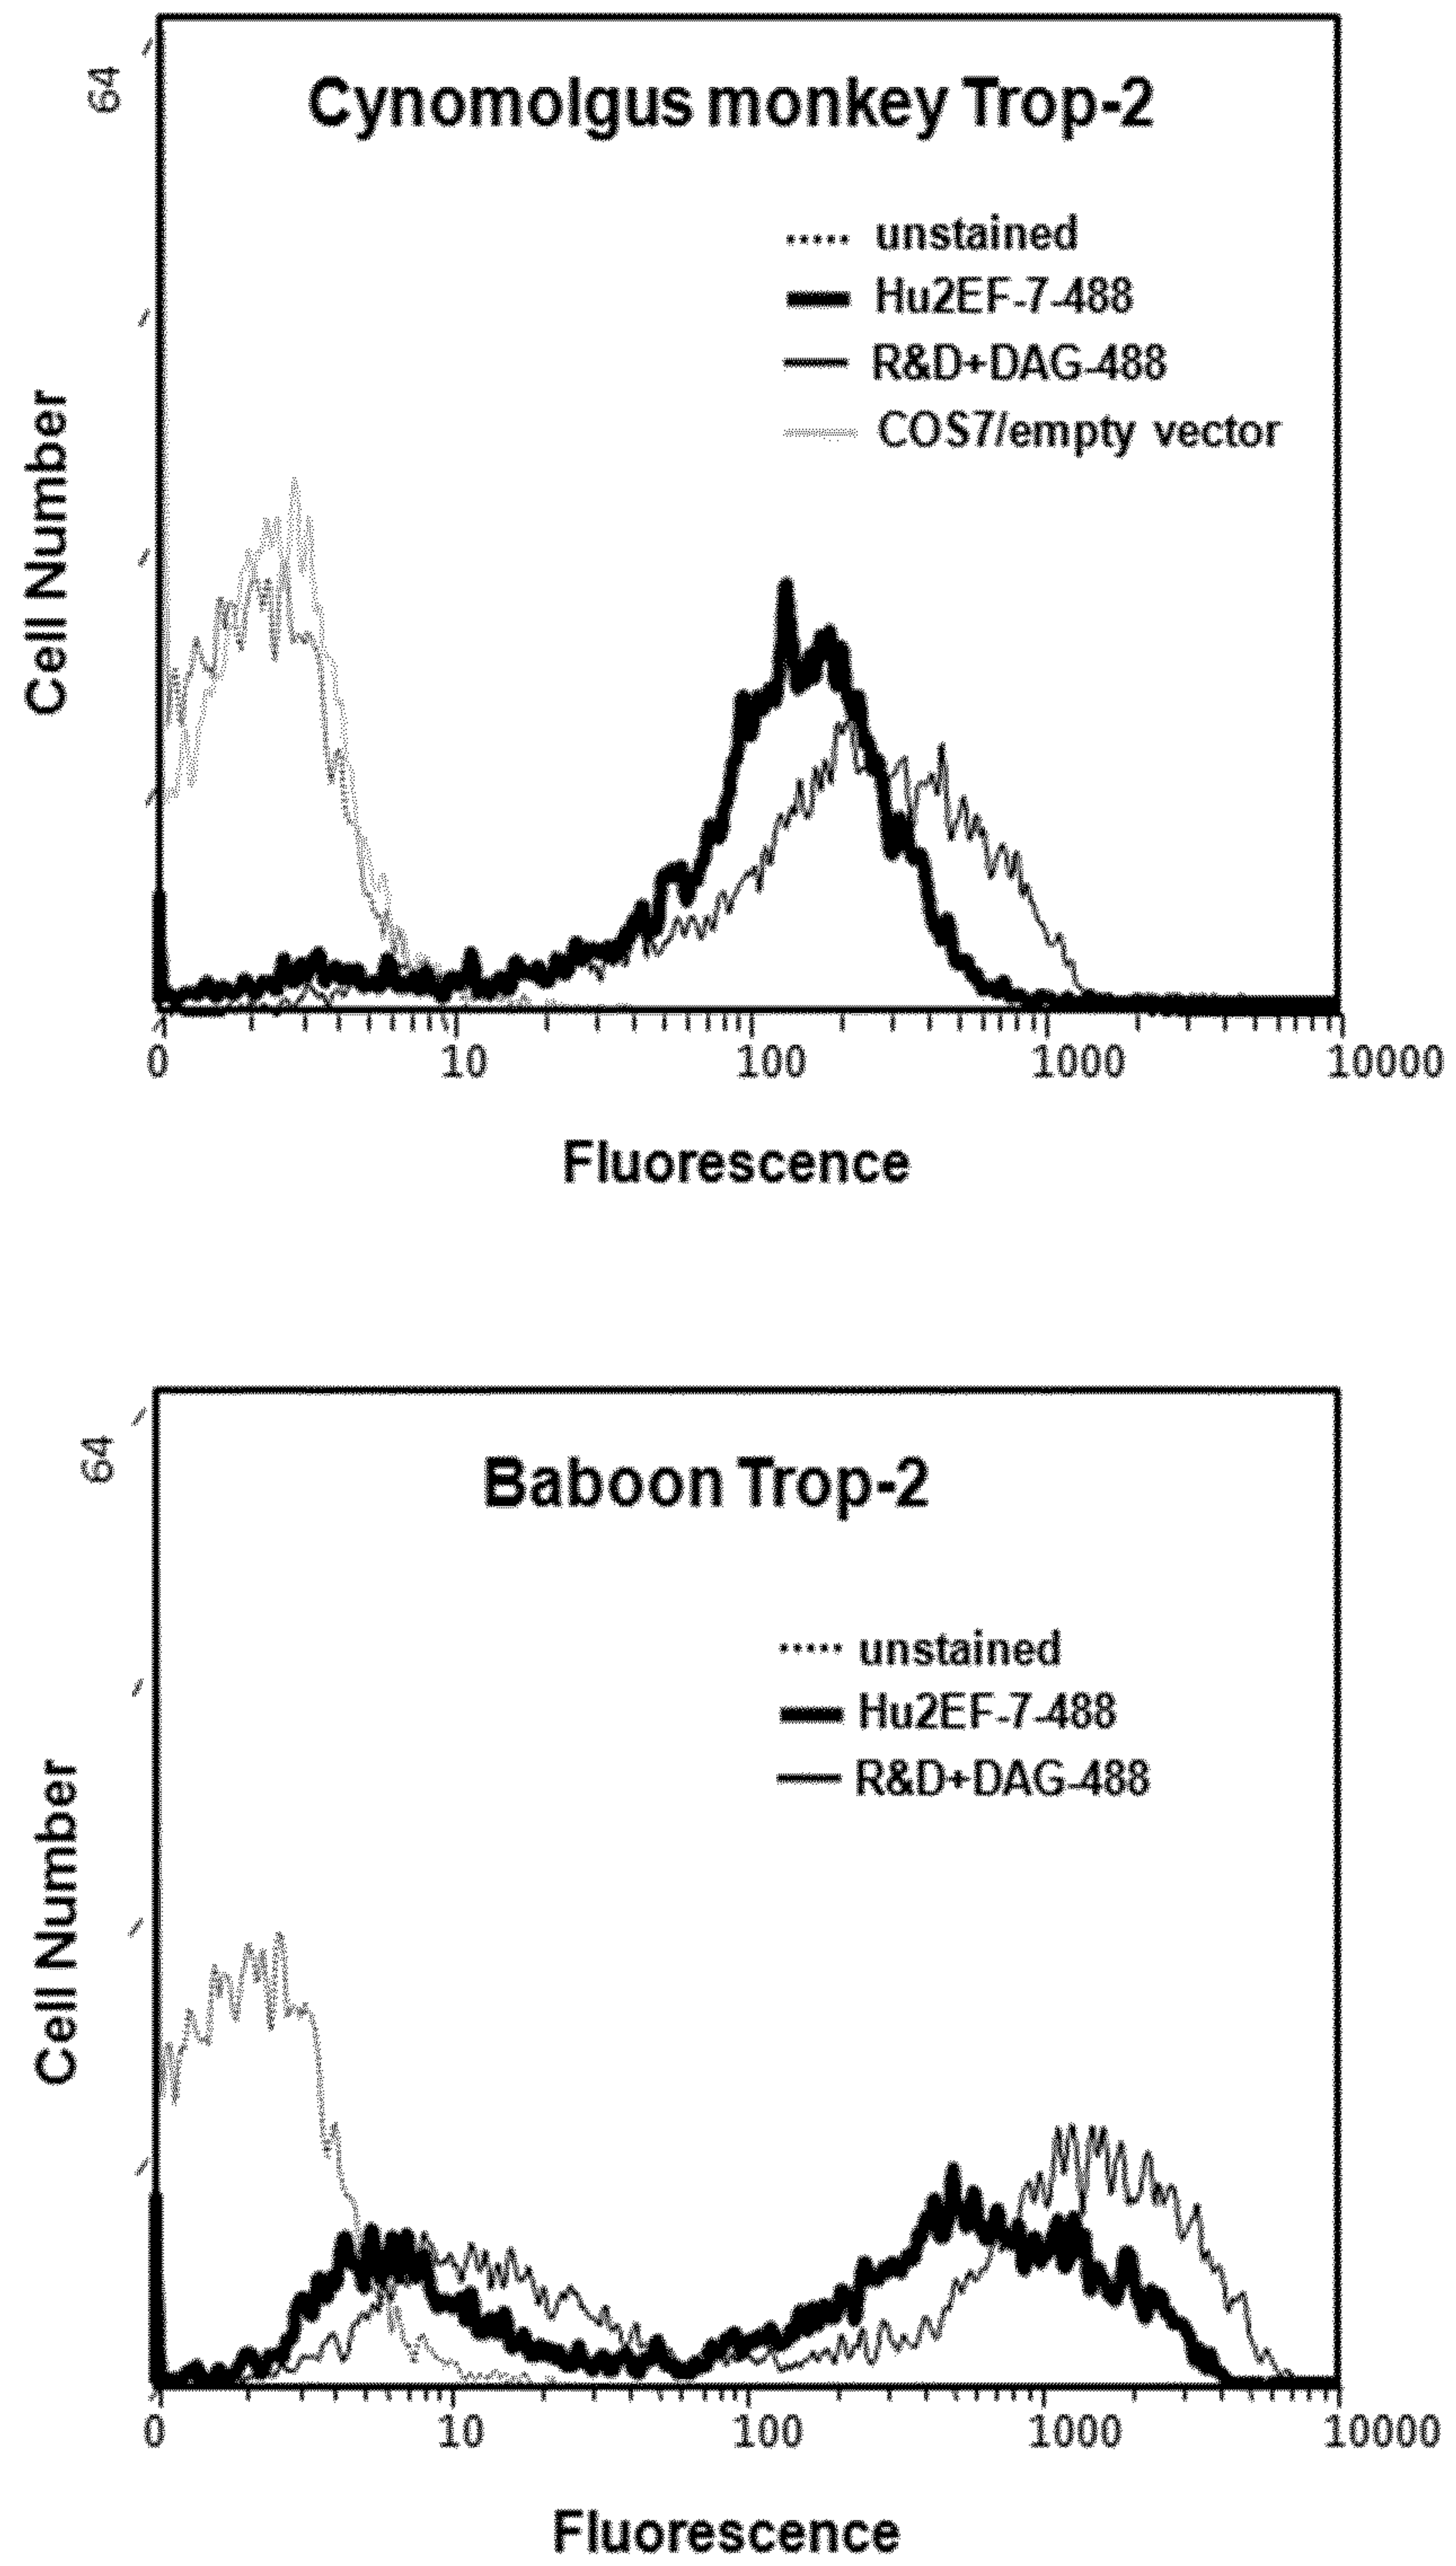 64
Cynomolgus monkey Trop-2
unstained
Hu2EF-7-488
R&D+DAG-488
COS7/empty vector
Cell Number
0 10 100 1000 10000
Fluorescence
64
Baboon Trop-2
unstained
Hu2EF-7-488
R&D+DAG-488
Cell Number
0 10 100 1000 10000
Fluorescence